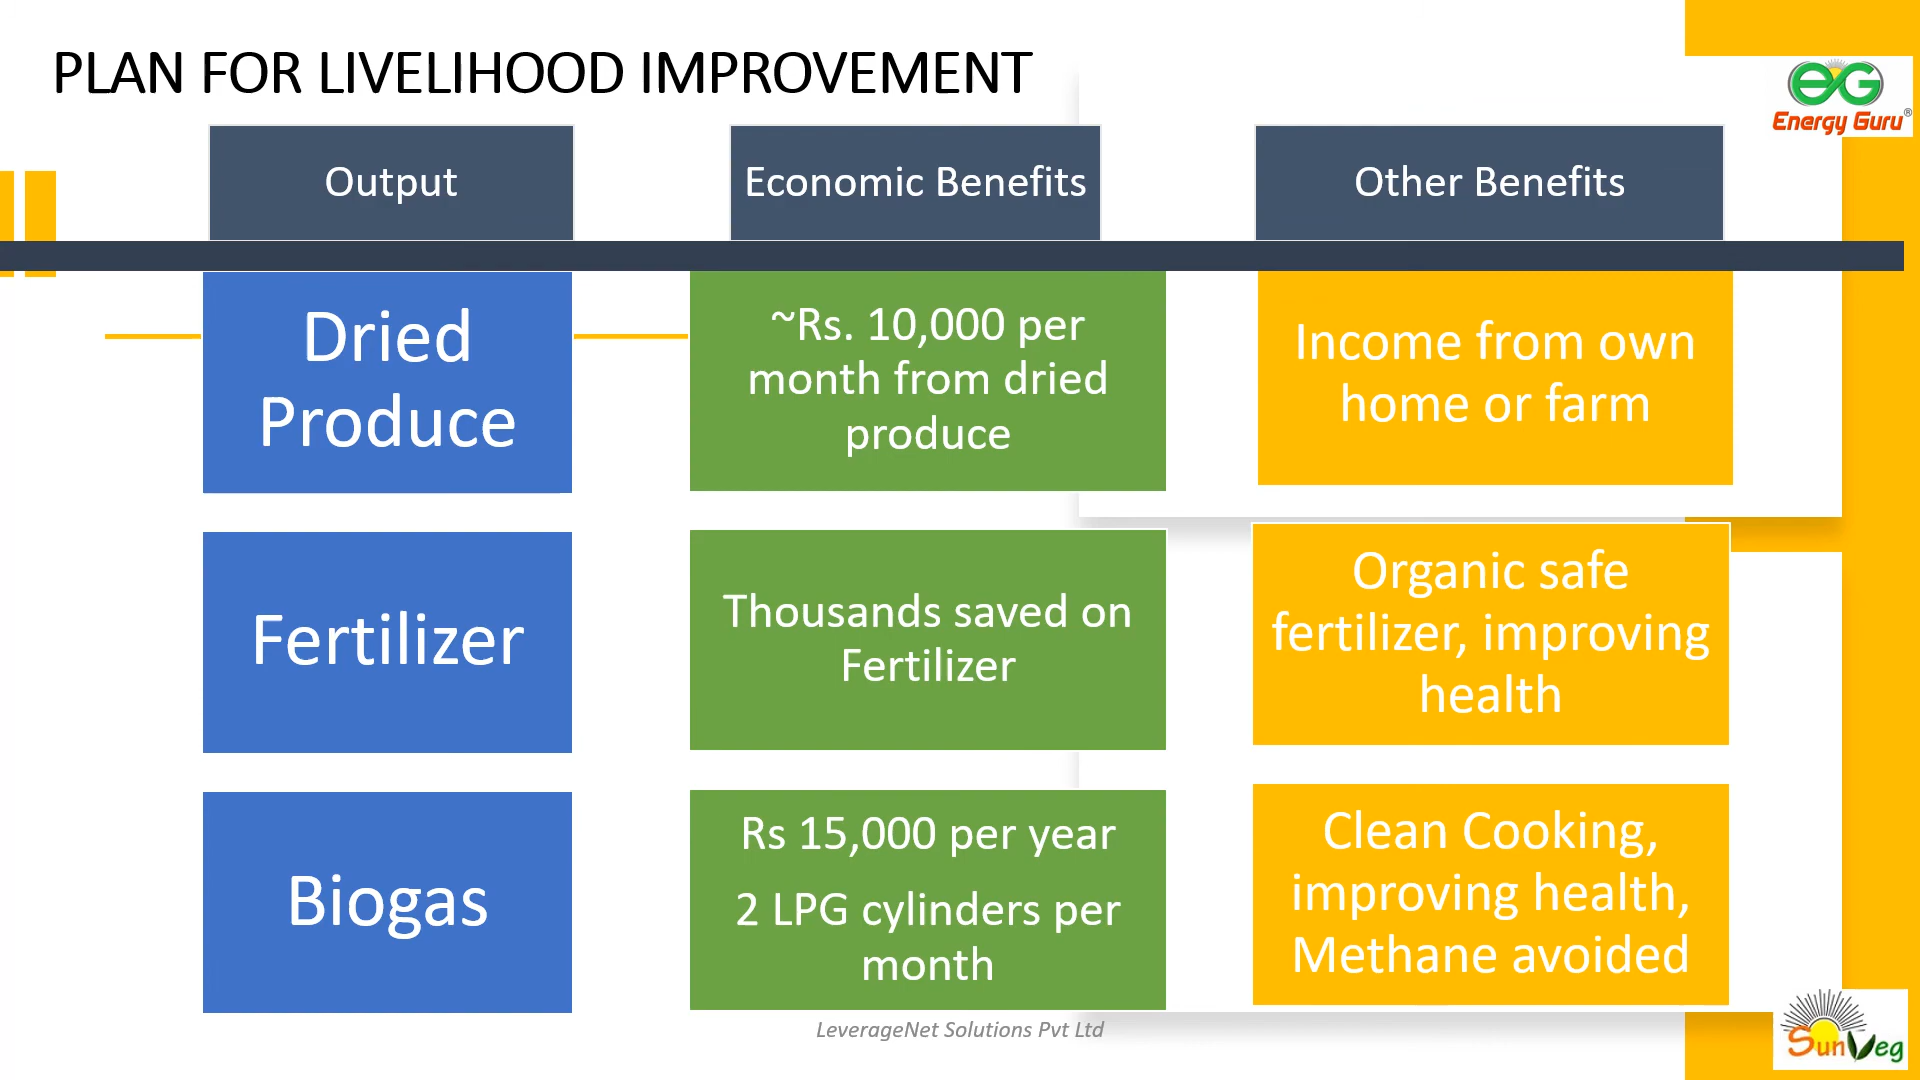 PLAN FOR LIVELIHOOD IMPROVEMENT
Energy Guru®
Output
Economic Benefits
Other Benefits
Dried
Produce
~Rs. 10,000 per
month from dried
produce
Income from own
home or farm
Fertilizer
Thousands saved on
Fertilizer
Organic safe
fertilizer, improving
health
Biogas
Rs 15,000 per year
2 LPG cylinders per
month
Clean Cooking,
improving health,
Methane avoided
LeverageNet Solutions Pvt Ltd
SunVeg